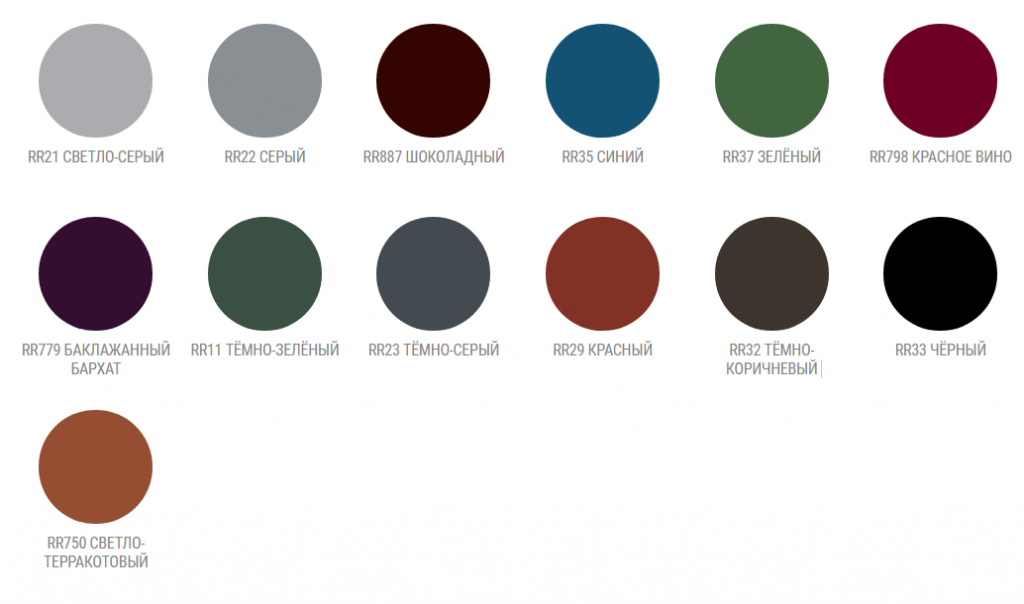 RR21 СВЕТЛО-СЕРЫЙ
RR22 СЕРЫЙ
RR887 ШОКОЛАДНЫЙ
RR35 СИНИЙ
RR37 ЗЕЛЁНЫЙ
RR798 КРАСНОЕ ВИНО
RR779 БАКЛАЖАННЫЙ
БАРХАТ
RR11 ТЁМНО-ЗЕЛЁНЫЙ
RR23 ТЁМНО-СЕРЫЙ
RR29 КРАСНЫЙ
RR32 ТЁМНО-
КОРИЧНЕВЫЙ
RR33 ЧЁРНЫЙ
RR750 СВЕТЛО-
ТЕРРАКОТОВЫЙ